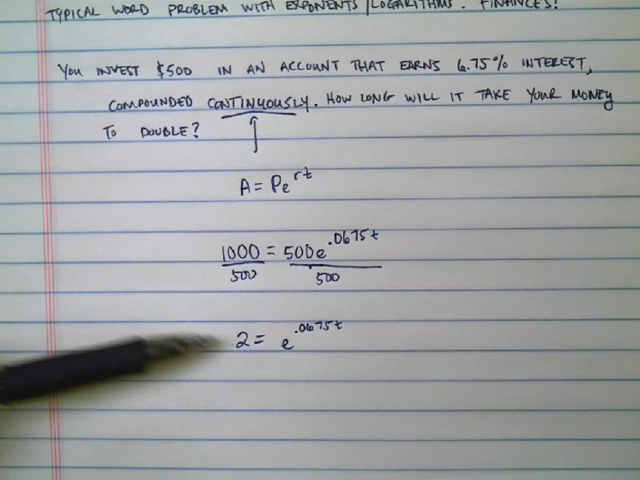 TYPICAL WORD PROBLEM WITH EXPONENTS/LOGARITHMS. FINANCES!
YOU INVEST $500 IN AN ACCOUNT THAT EARNS 6.75% INTEREST,
COMPOUNDED CONTINUOUSLY. HOW LONG WILL IT TAKE YOUR MONEY
TO DOUBLE?
A = Pe^rt
1000 = 500e^.0675t
500 500
2 = e^.0675t